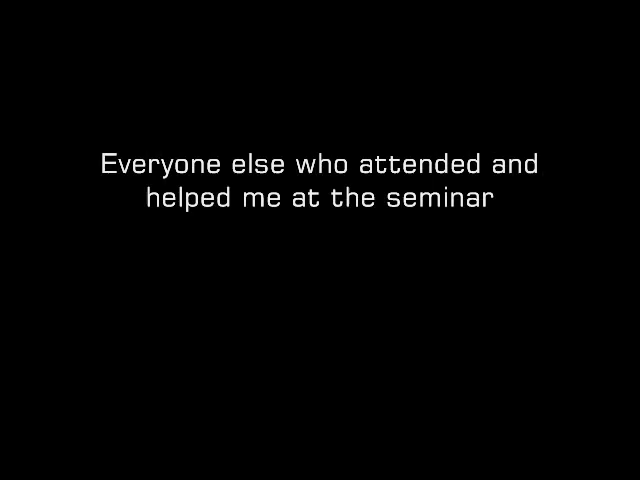 Everyone else who attended and
helped me at the seminar